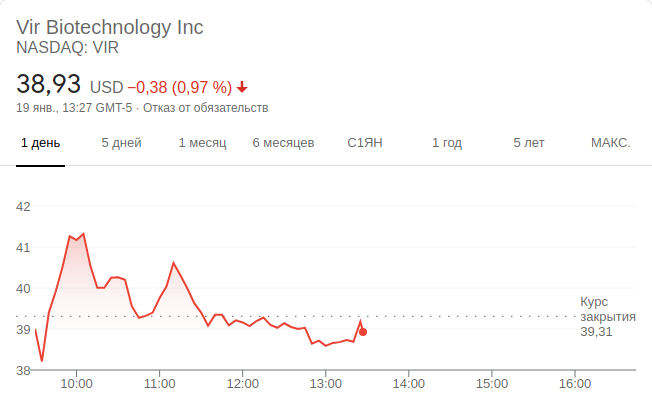 Vir Biotechnology Inc
NASDAQ: VIR
38,93 USD −0,38 (0,97 %)
19 янв., 13:27 GMT-5 · Отказ от обязательств
1 день 5 дней 1 месяц 6 месяцев С1ЯН 1 год 5 лет МАКС.
42
41
40
39
38
Курс
закрытия
39,31
10:00 11:00 12:00 13:00 14:00 15:00 16:00